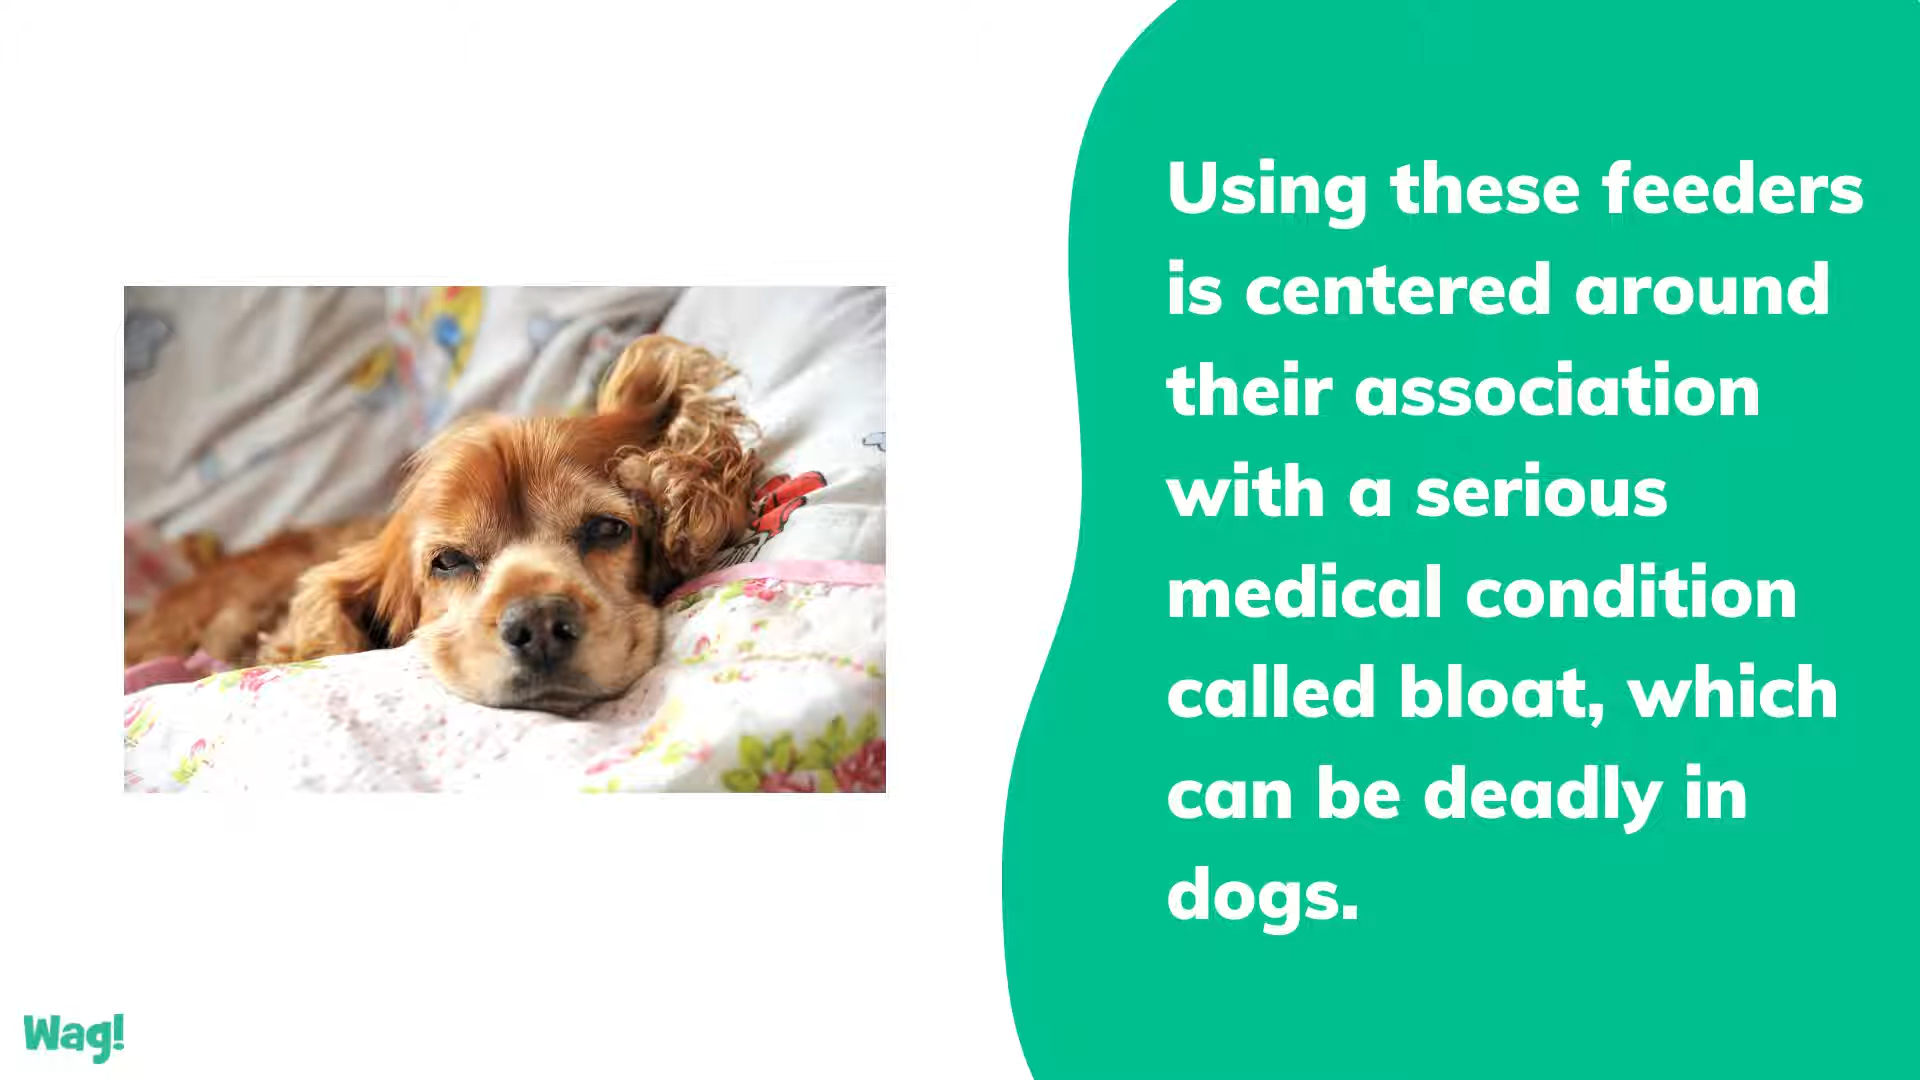 Using these feeders
is centered around
their association
with a serious
medical condition
called bloat, which
can be deadly in
dogs.
Wag!